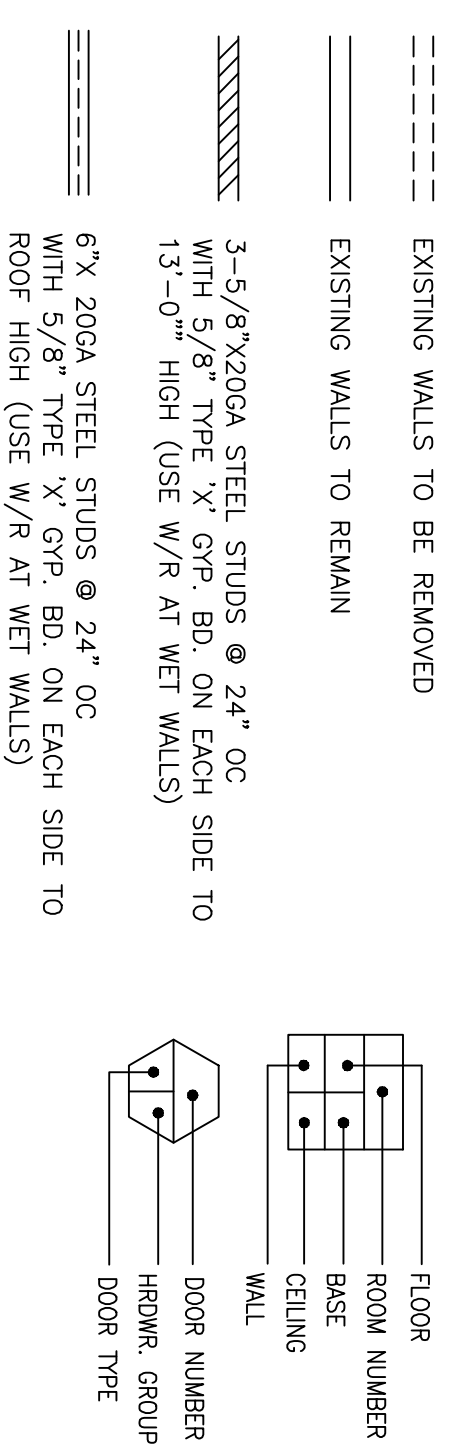 EXISTING WALLS TO BE REMOVED
EXISTING WALLS TO REMAIN
3-5/8"X20GA STEEL STUDS @ 24" OC
WITH 5/8" TYPE 'X' GYP. BD. ON EACH SIDE TO
13'-0"" HIGH (USE W/R AT WET WALLS)
6"X 20GA STEEL STUDS @ 24" OC
WITH 5/8" TYPE 'X' GYP. BD. ON EACH SIDE TO
ROOF HIGH (USE W/R AT WET WALLS)
FLOOR
ROOM NUMBER
BASE
CEILING
WALL
DOOR NUMBER
HRDWR. GROUP
DOOR TYPE